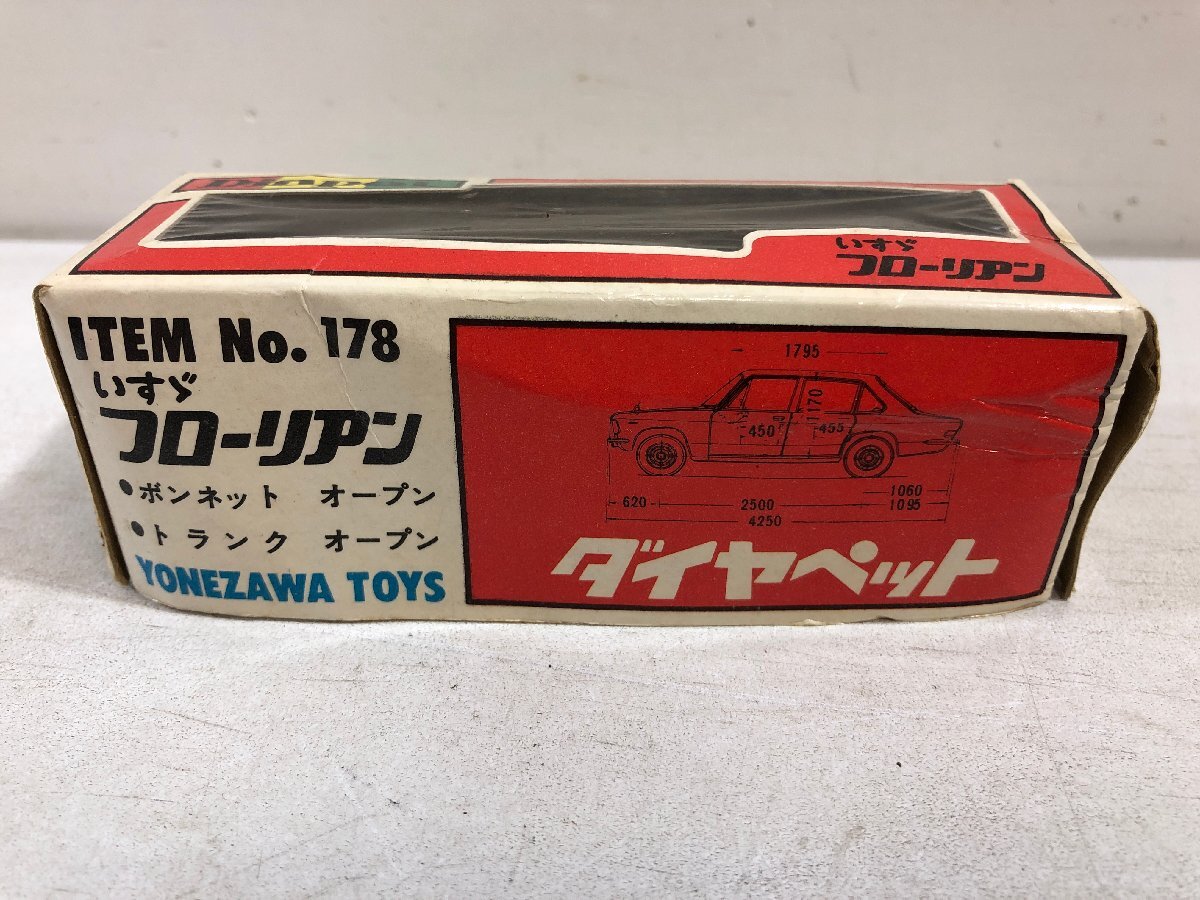 いすゞ
フローリアン
ITEM No. 178
いすゞ
フローリアン
•ボンネット オープン
•トランク オープン
YONEZAWA TOYS
1795
1170
450
455
1060
620 2500 1095
4250
ダイヤペット